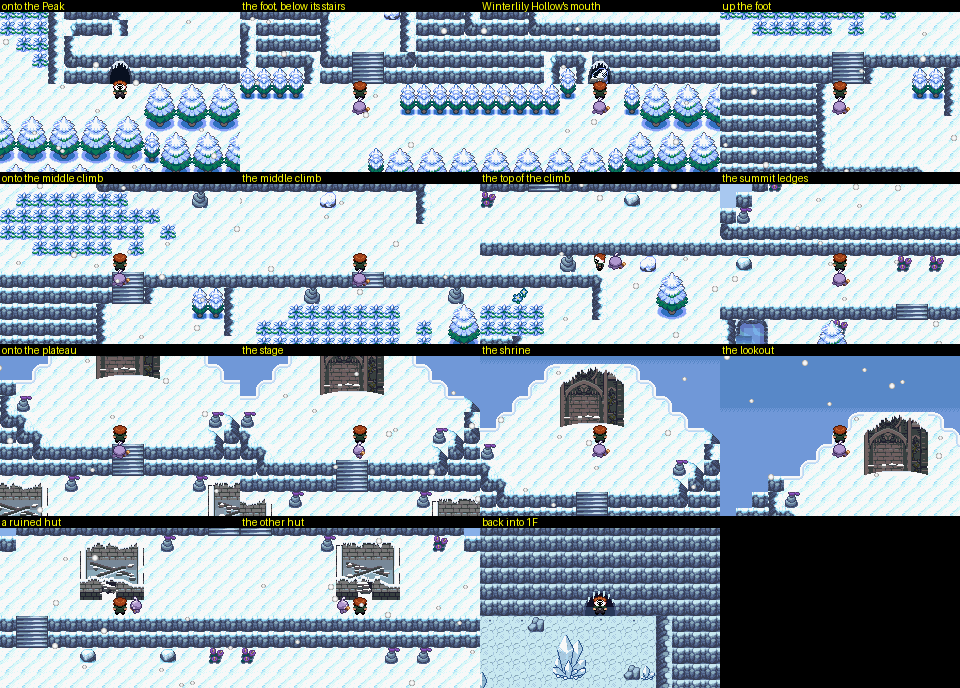 onto the Peak
the foot, below its stairs
Winterlily Hollow's mouth
up the foot
onto the middle climb
the middle climb
the top of the climb
the summit ledges
onto the plateau
the stage
the shrine
the lookout
a ruined hut
the other hut
back into 1F